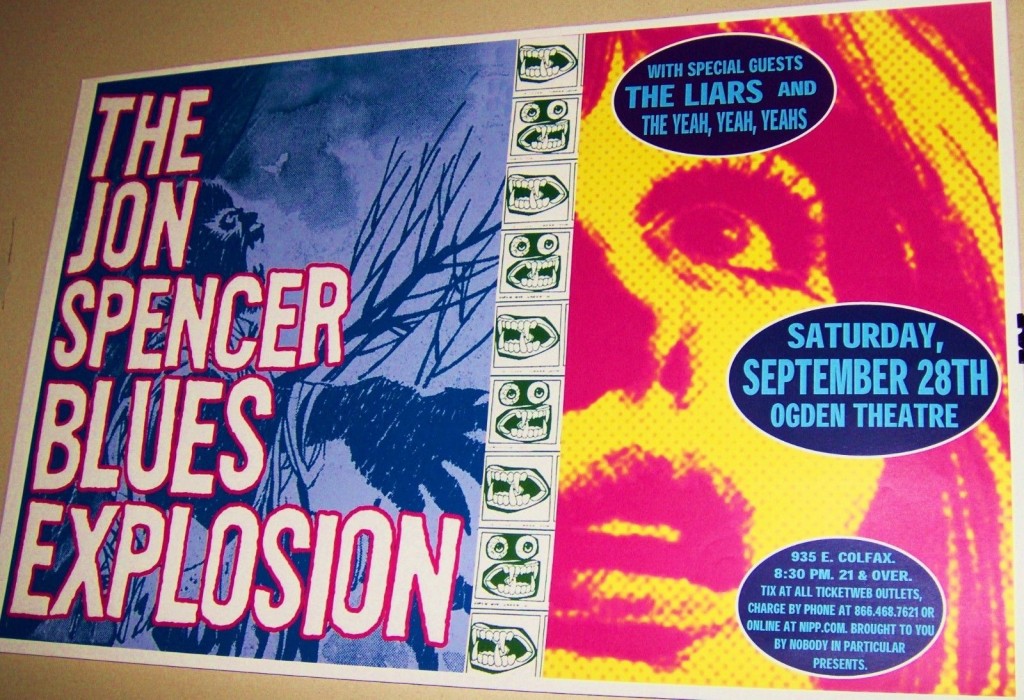 THE
JON
SPENCER
BLUES
EXPLOSION
WITH SPECIAL GUESTS
THE LIARS AND
THE YEAH, YEAH, YEAHS
SATURDAY,
SEPTEMBER 28TH
OGDEN THEATRE
935 E. COLFAX.
8:30 PM. 21 & OVER.
TIX AT ALL TICKETWEB OUTLETS,
CHARGE BY PHONE AT 866.468.7621 OR
ONLINE AT NIPP.COM. BROUGHT TO YOU
BY NOBODY IN PARTICULAR
PRESENTS.